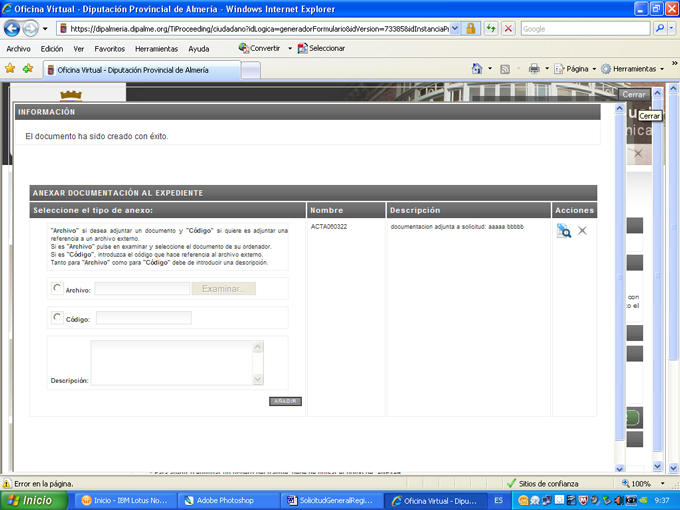 Oficina Virtual - Diputación Provincial de Almería - Windows Internet Explorer
https://dipalmeria.dipalme.org/TiProceeding/ciudadano?idLogica=generadorFormulario&idVersion=73385&idInstanciaPr
Google
Archivo Edición Ver Favoritos Herramientas Ayuda Convertir Seleccionar
Oficina Virtual - Diputación Provincial de Almería
Página Herramientas
Cerrar
INFORMACIÓN
Cerrar
El documento ha sido creado con éxito.
nica
ANEXAR DOCUMENTACIÓN AL EXPEDIENTE
Seleccione el tipo de anexo: Nombre Descripción Acciones
"Archivo" si desea adjuntar un documento y "Código" si quiere es adjuntar una
referencia a un archivo externo.
Si es "Archivo" pulse en examinar y seleccione el documento de su ordenador.
Si es "Código", introduzca el código que hace referencia al archivo externo.
Tanto para "Archivo" como para "Código" debe de introducir una descripción.
ACTA060322 documentacion adjunta a solicitud: aaaaa bbbbb
Archivo: Examinar...
con
o el
Código:
Descripción:
AÑADIR
Error en la página. Sitios de confianza 100%
Inicio Inicio - IBM Lotus No... Adobe Photoshop SolicitudGeneralRegi... Oficina Virtual - Dipu... ES 9:37